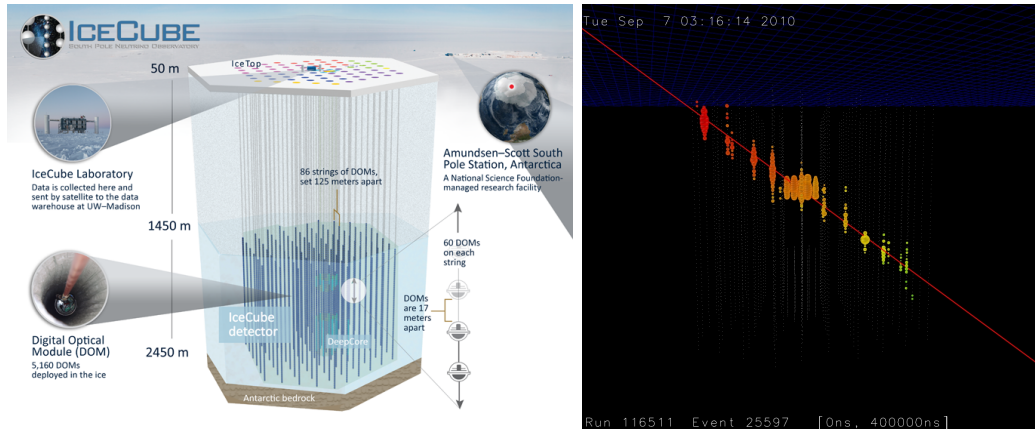 ICECUBE
SOUTH POLE NEUTRINO OBSERVATORY
50 m
IceTop
IceCube Laboratory
Data is collected here and
sent by satellite to the data
warehouse at UW–Madison
Amundsen–Scott South
Pole Station, Antarctica
A National Science Foundation-
managed research facility
86 strings of DOMs,
set 125 meters apart
1450 m
60 DOMs
on each
string
DOMs
are 17
meters
apart
IceCube
detector
DeepCore
Digital Optical
Module (DOM)
5,160 DOMs
deployed in the ice
2450 m
Antarctic bedrock
Tue Sep 7 03:16:14 2010
Run 116511 Event 25597 [0ns, 400000ns]